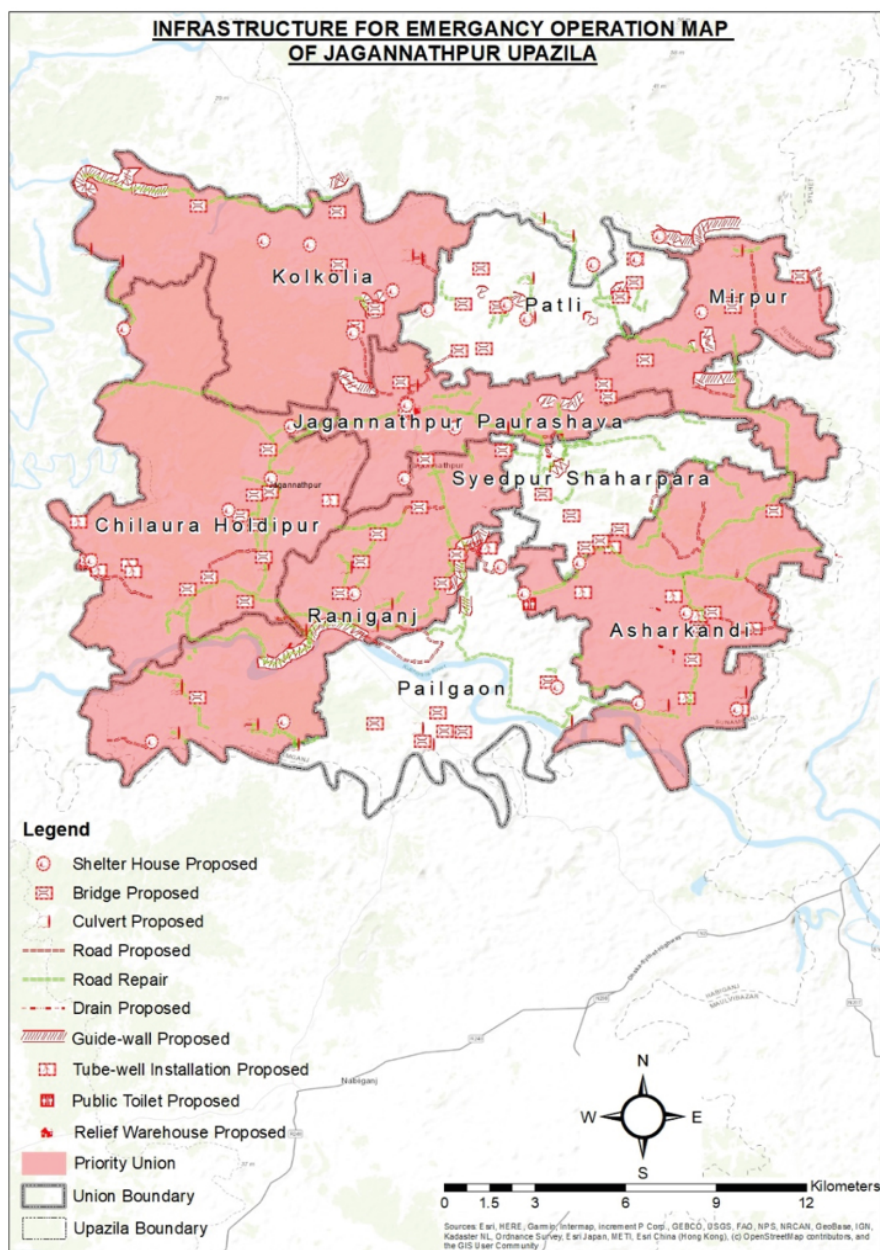 INFRASTRUCTURE FOR EMERGANCY OPERATION MAP
OF JAGANNATHPUR UPAZILA
Kolkolia
Patli
Mirpur
Jagannathpur Paurashava
Syedpur Shaharpara
Jagannathpur
Chilaura Holdipur
Raniganj
Asharkandi
Pailgaon
Legend
Shelter House Proposed
Bridge Proposed
Culvert Proposed
Road Proposed
Road Repair
Drain Proposed
Guide-wall Proposed
Tube-well Installation Proposed
Public Toilet Proposed
Relief Warehouse Proposed
Priority Union
Union Boundary
Upazila Boundary
HABIGANJ
MAULVIBAZAR
Nabiganj
N
W E
S
Kilometers
0 1.5 3 6 9 12
Sources: Esri, HERE, Garmin, Intermap, increment P Corp., GEBCO, USGS, FAO, NPS, NRCAN, GeoBase, IGN,
Kadaster NL, Ordnance Survey, Esri Japan, METI, Esri China (Hong Kong), (c) OpenStreetMap contributors, and
the GIS User Community